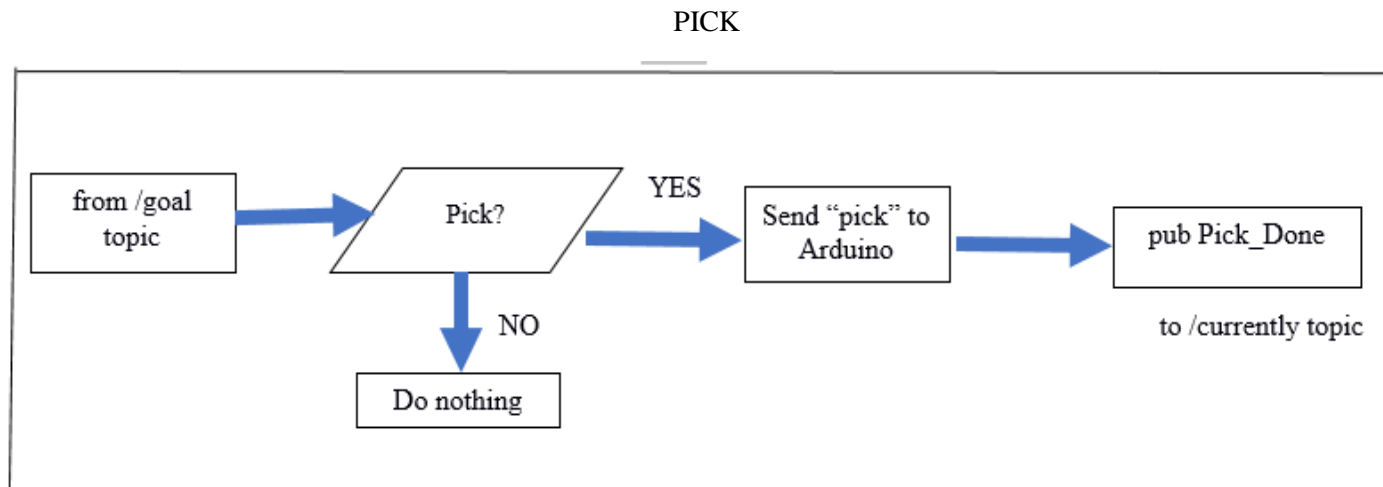 PICK
from /goal
topic
Pick?
YES
Send “pick” to
Arduino
pub Pick_Done
to /currently topic
NO
Do nothing